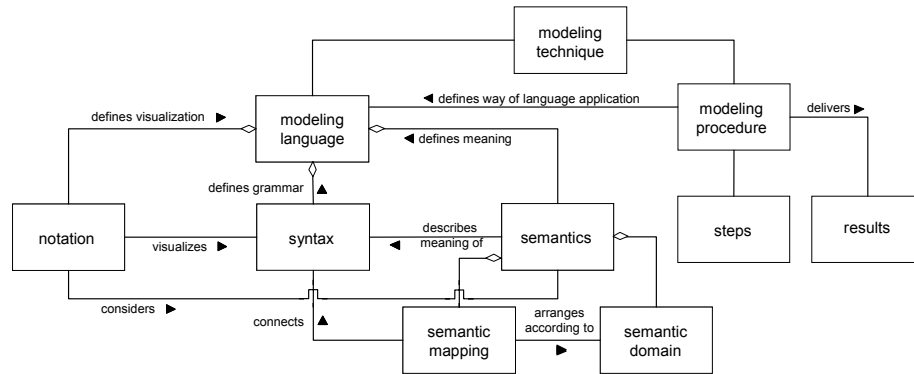 modeling
technique
defines way of language application
modeling
language
modeling
procedure
delivers
defines visualization
defines meaning
defines grammar
notation
visualizes
syntax
describes
meaning of
semantics
steps
results
considers
connects
semantic
mapping
arranges
according to
semantic
domain